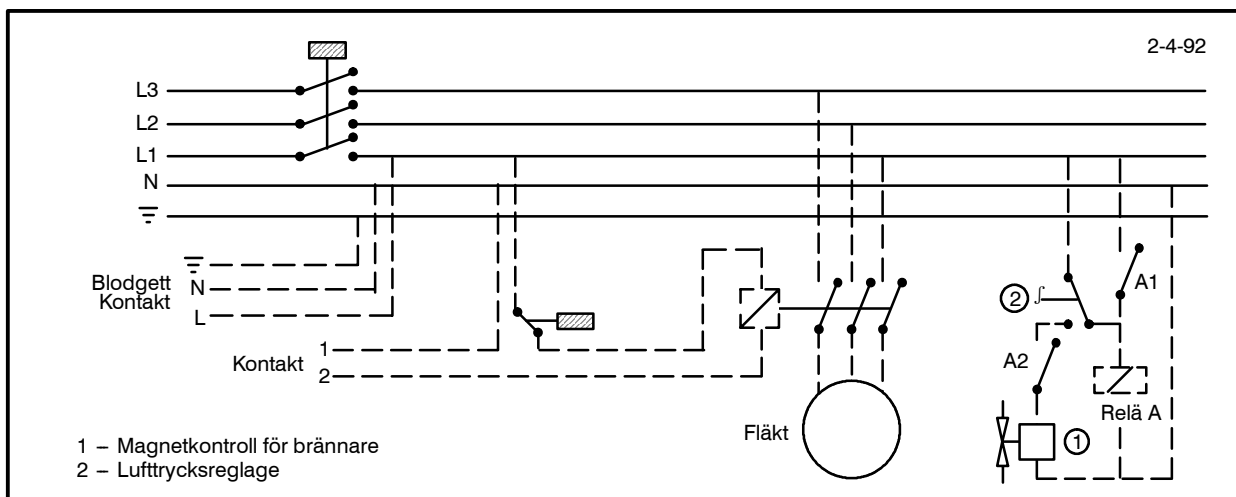 2-4-92
L3
L2
L1
N
Blodgett
Kontakt
N
L
Kontakt
1
2
2
A1
A2
Relä A
1
Fläkt
1 – Magnetkontroll för brännare
2 – Lufttrycksreglage